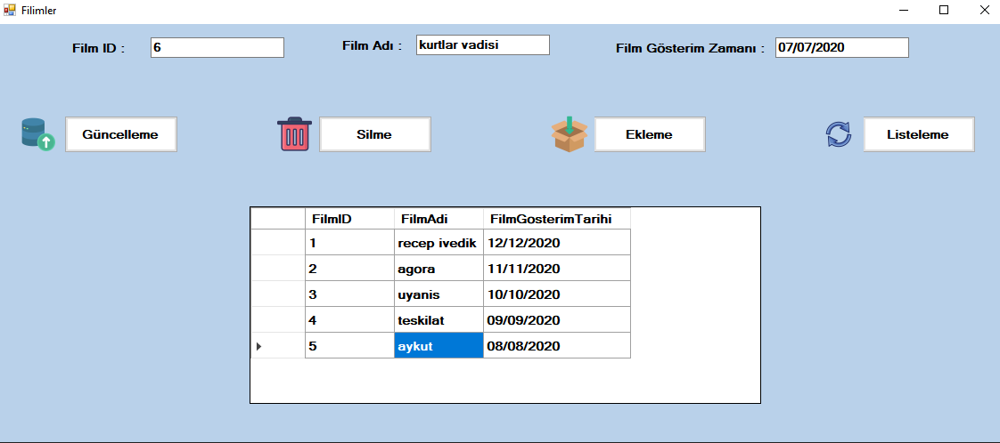 Filimler
Film ID : 6 Film Adı : kurtlar vadisi Film Gösterim Zamanı : 07/07/2020
Güncelleme Silme Ekleme Listeleme
FilmID FilmAdi FilmGosterimTarihi
1 recep ivedik 12/12/2020
2 agora 11/11/2020
3 uyanis 10/10/2020
4 teskilat 09/09/2020
5 aykut 08/08/2020